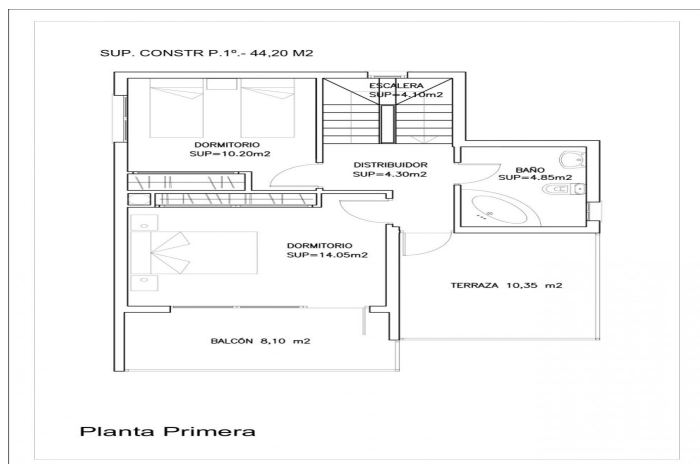 SUP. CONSTR P.1º.- 44,20 M2
ESCALERA
SUP=4.10m2
DORMITORIO
SUP=10.20m2
DISTRIBUIDOR
SUP=4.30m2
BAÑO
SUP=4.85m2
DORMITORIO
SUP=14.05m2
TERRAZA 10,35 m2
BALCÓN 8,10 m2
Planta Primera